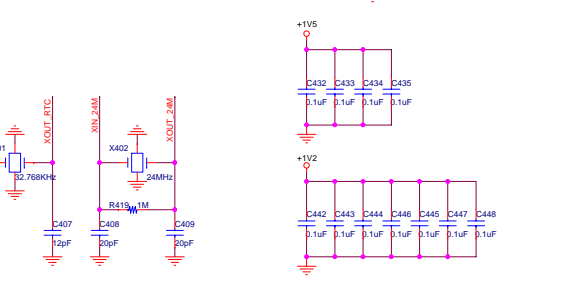 +1V5
C432 C433 C434 C435
0.1uF 0.1uF 0.1uF 0.1uF
XOUT_RTC
XIN_24M
XOUT_24M
X402
32.768KHz
24MHz
R419 1M
C407 C408 C409
12pF 20pF 20pF
+1V2
C442 C443 C444 C446 C445 C447 C448
0.1uF 0.1uF 0.1uF 0.1uF 0.1uF 0.1uF 0.1uF